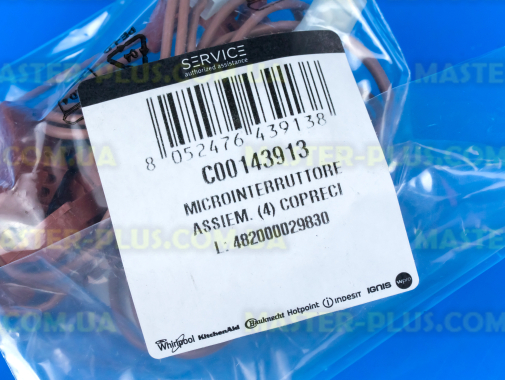 SERVICE
authorized assistance
8 052476 439138
C00143913
MICROINTERRUTTORE
ASSIEM. (4) COPRECI
L: 482000029830
Whirlpool KitchenAid Bauknecht Hotpoint indesit IGNIS
MASTER-PLUS.COM.UA